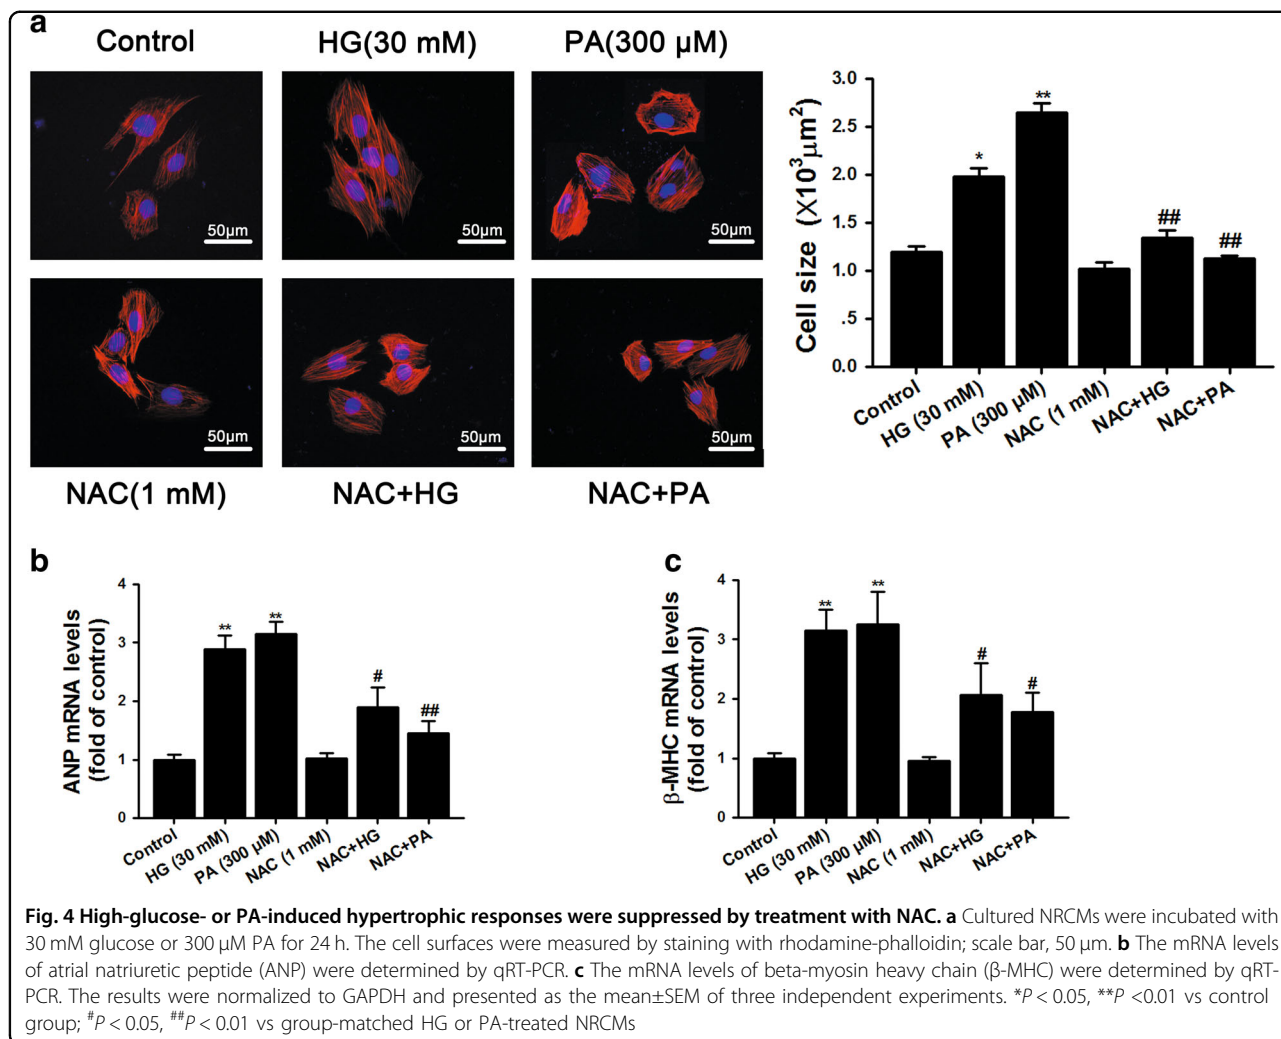 a
Control
HG(30 mM)
PA(300 µM)
50µm
50µm
50µm
50µm
50µm
50µm
NAC(1 mM)
NAC+HG
NAC+PA
Cell size (X10³µm²)
3.0
2.5
2.0
1.5
1.0
.5
0.0
*
**
##
##
Control
HG (30 mM)
PA (300 µM)
NAC (1 mM)
NAC+HG
NAC+PA
b
ANP mRNA levels
(fold of control)
4
3
2
1
0
**
**
#
##
Control
HG (30 mM)
PA (300 µM)
NAC (1 mM)
NAC+HG
NAC+PA
c
β-MHC mRNA levels
(fold of control)
4
3
2
1
0
**
**
#
#
Control
HG (30 mM)
PA (300 µM)
NAC (1 mM)
NAC+HG
NAC+PA
Fig. 4 High-glucose- or PA-induced hypertrophic responses were suppressed by treatment with NAC. a Cultured NRCMs were incubated with
30 mM glucose or 300 µM PA for 24 h. The cell surfaces were measured by staining with rhodamine-phalloidin; scale bar, 50 µm. b The mRNA levels
of atrial natriuretic peptide (ANP) were determined by qRT-PCR. c The mRNA levels of beta-myosin heavy chain (β-MHC) were determined by qRT-
PCR. The results were normalized to GAPDH and presented as the mean±SEM of three independent experiments. *P < 0.05, **P <0.01 vs control
group; #P < 0.05, ##P < 0.01 vs group-matched HG or PA-treated NRCMs